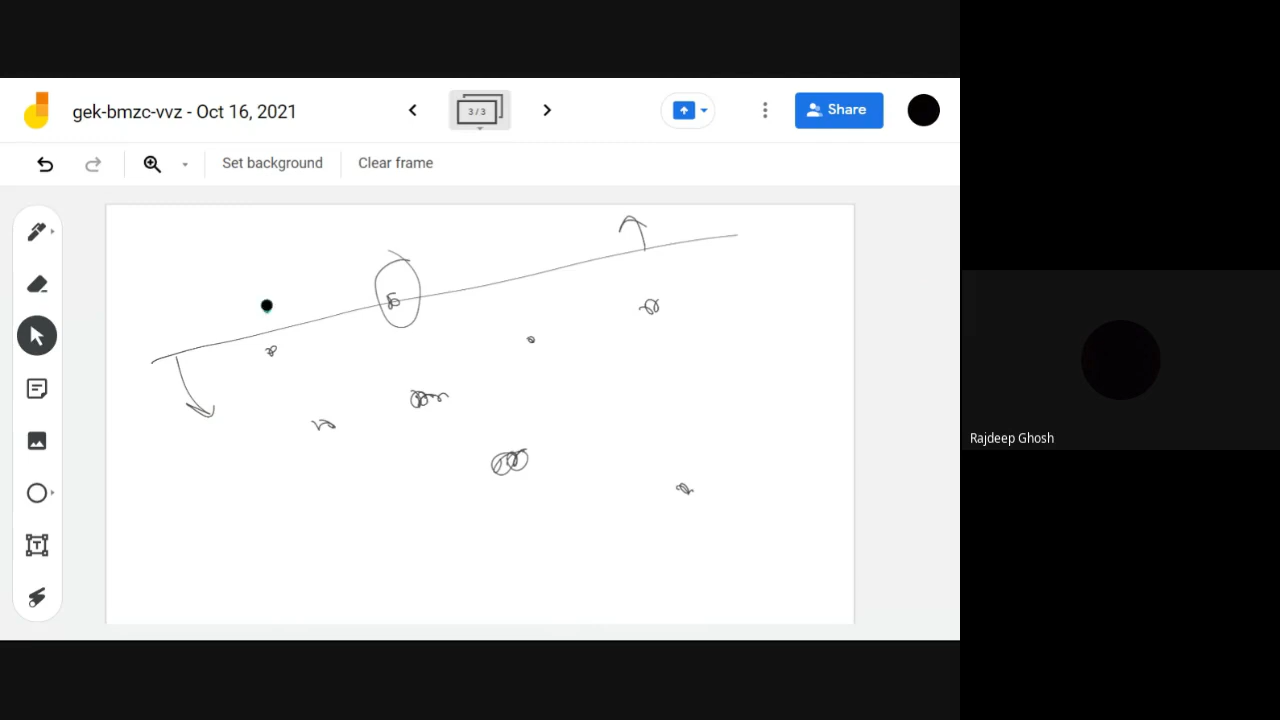 gek-bmzc-vvz - Oct 16, 2021
3 / 3
Share
Set background
Clear frame
T
Rajdeep Ghosh